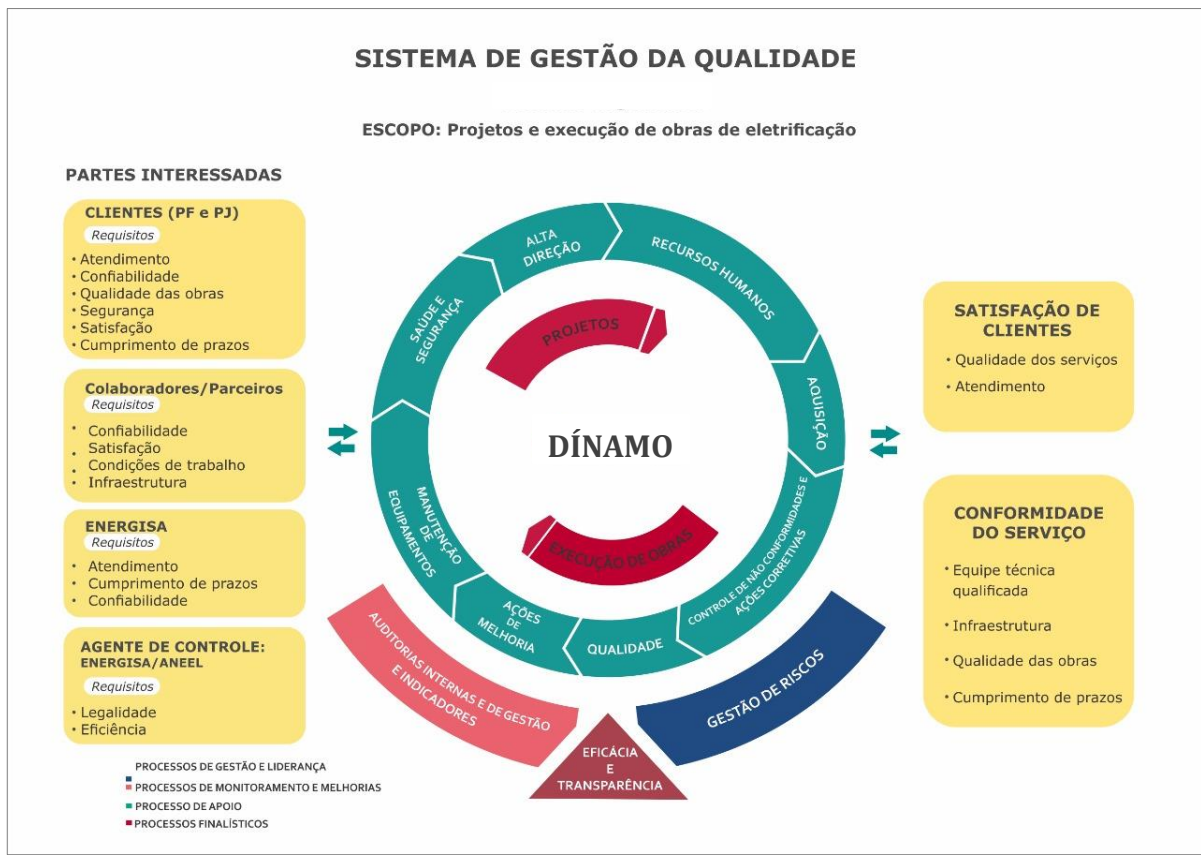 SISTEMA DE GESTÃO DA QUALIDADE
ESCOPO: Projetos e execução de obras de eletrificação
PARTES INTERESSADAS
CLIENTES (PF e PJ)
Requisitos
• Atendimento
• Confiabilidade
• Qualidade das obras
• Segurança
• Satisfação
• Cumprimento de prazos
Colaboradores/Parceiros
Requisitos
• Confiabilidade
• Satisfação
• Condições de trabalho
• Infraestrutura
ENERGISA
Requisitos
• Atendimento
• Cumprimento de prazos
• Confiabilidade
AGENTE DE CONTROLE:
ENERGISA/ANEEL
Requisitos
• Legalidade
• Eficiência
ALTA
DIREÇÃO
RECURSOS HUMANOS
AQUISIÇÃO
CONTROLE DE NÃO CONFORMIDADES E
AÇÕES CORRETIVAS
QUALIDADE
AÇÕES
DE
MELHORIA
MANUTENÇÃO
DE
EQUIPAMENTOS
SAÚDE E
SEGURANÇA
PROJETOS
DÍNAMO
EXECUÇÃO DE OBRAS
AUDITORIAS INTERNAS E DE GESTÃO
E INDICADORES
GESTÃO DE RISCOS
EFICÁCIA
E
TRANSPARÊNCIA
SATISFAÇÃO DE
CLIENTES
• Qualidade dos serviços
• Atendimento
CONFORMIDADE
DO SERVIÇO
• Equipe técnica
qualificada
• Infraestrutura
• Qualidade das obras
• Cumprimento de prazos
PROCESSOS DE GESTÃO E LIDERANÇA
PROCESSOS DE MONITORAMENTO E MELHORIAS
PROCESSO DE APOIO
PROCESSOS FINALÍSTICOS